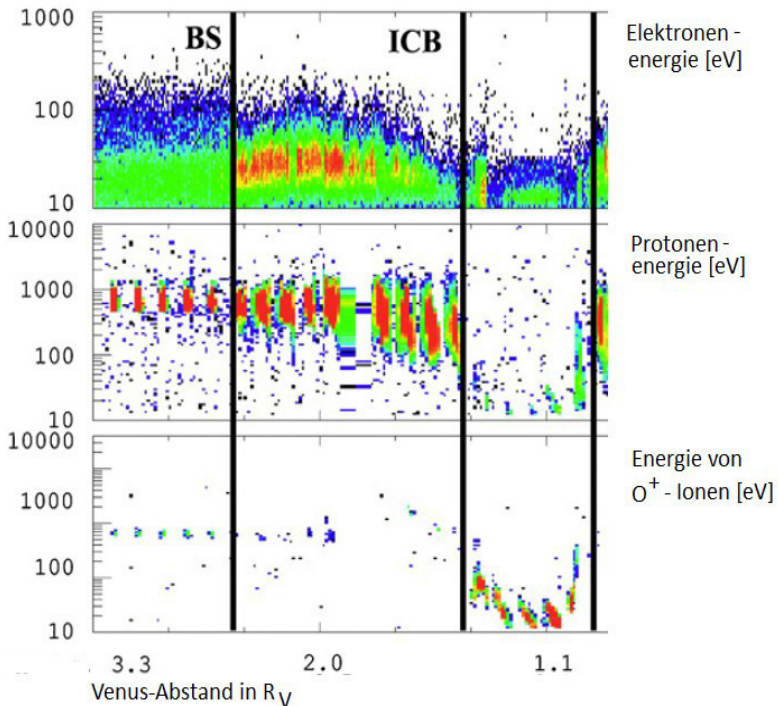 1000
BS
ICB
Elektronen -
energie [eV]
100
10
10000
Protonen -
energie [eV]
1000
100
10
10000
Energie von
O+ - Ionen [eV]
1000
100
10
3.3
2.0
1.1
Venus-Abstand in RV